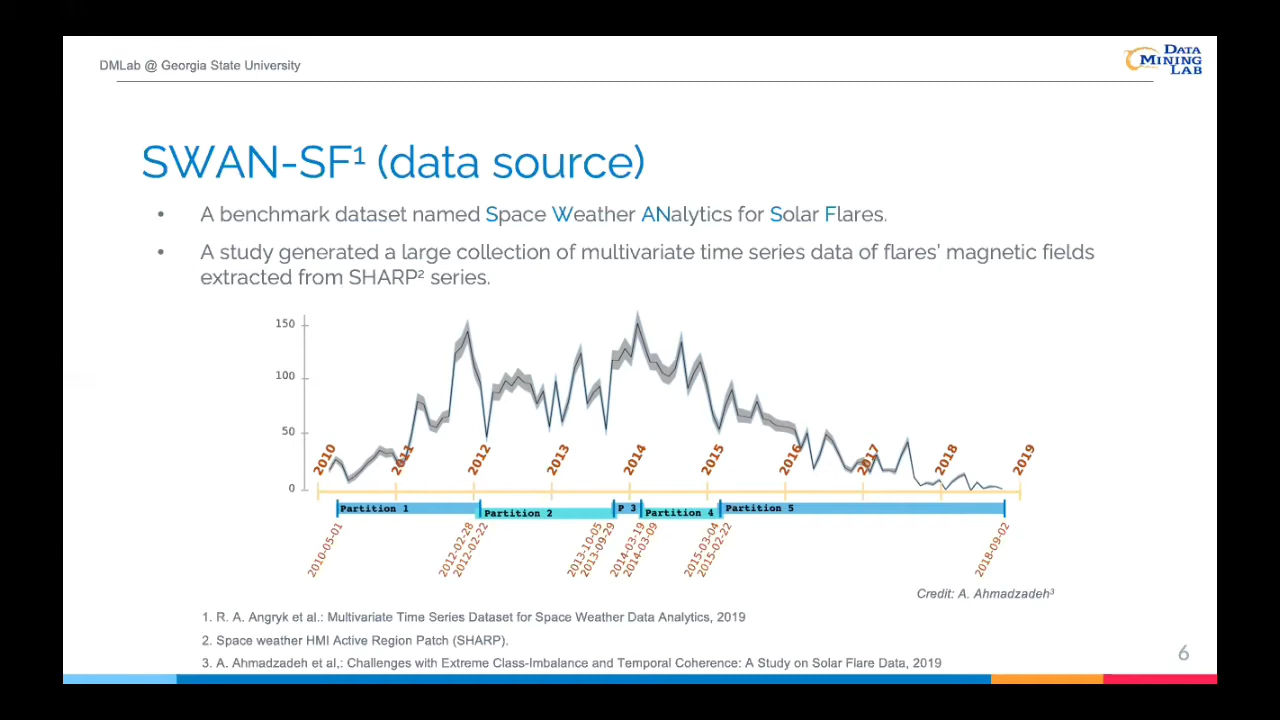 DMLab @ Georgia State University
DATA
MINING
LAB
SWAN-SF¹ (data source)
• A benchmark dataset named Space Weather ANalytics for Solar Flares.
• A study generated a large collection of multivariate time series data of flares' magnetic fields
extracted from SHARP² series.
150
100
50
0
2010 2011 2012 2013 2014 2015 2016 2017 2018 2019
Partition 1 Partition 2 P 3 Partition 4 Partition 5
2010-05-01 2012-02-28 2012-02-22 2013-10-05 2013-09-29 2014-03-19 2014-03-09 2015-03-04 2015-02-22 2018-09-02
Credit: A. Ahmadzadeh³
1. R. A. Angryk et al.: Multivariate Time Series Dataset for Space Weather Data Analytics, 2019
2. Space weather HMI Active Region Patch (SHARP).
3. A. Ahmadzadeh et al,: Challenges with Extreme Class-Imbalance and Temporal Coherence: A Study on Solar Flare Data, 2019
6